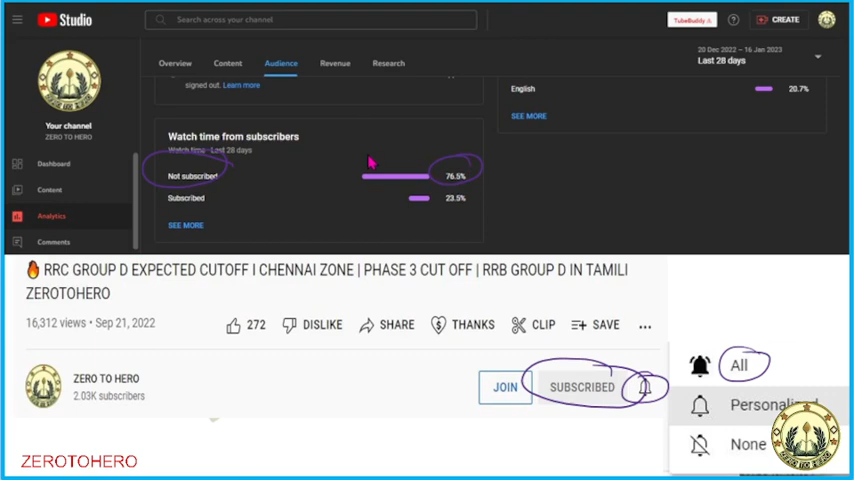 Studio
Search across your channel
TubeBuddy
CREATE
Your channel
ZERO TO HERO
Dashboard
Content
Analytics
Comments
Overview Content Audience Revenue Research
20 Dec 2022 – 16 Jan 2023
Last 28 days
signed out. Learn more
Watch time from subscribers
Watch time · Last 28 days
Not subscribed 76.5%
Subscribed 23.5%
SEE MORE
English 20.7%
SEE MORE
🔥 RRC GROUP D EXPECTED CUTOFF I CHENNAI ZONE | PHASE 3 CUT OFF | RRB GROUP D IN TAMILI
ZEROTOHERO
16,312 views • Sep 21, 2022
272 DISLIKE SHARE THANKS CLIP SAVE ...
ZERO TO HERO
2.03K subscribers
JOIN SUBSCRIBED
All
Personalized
None
ZEROTOHERO